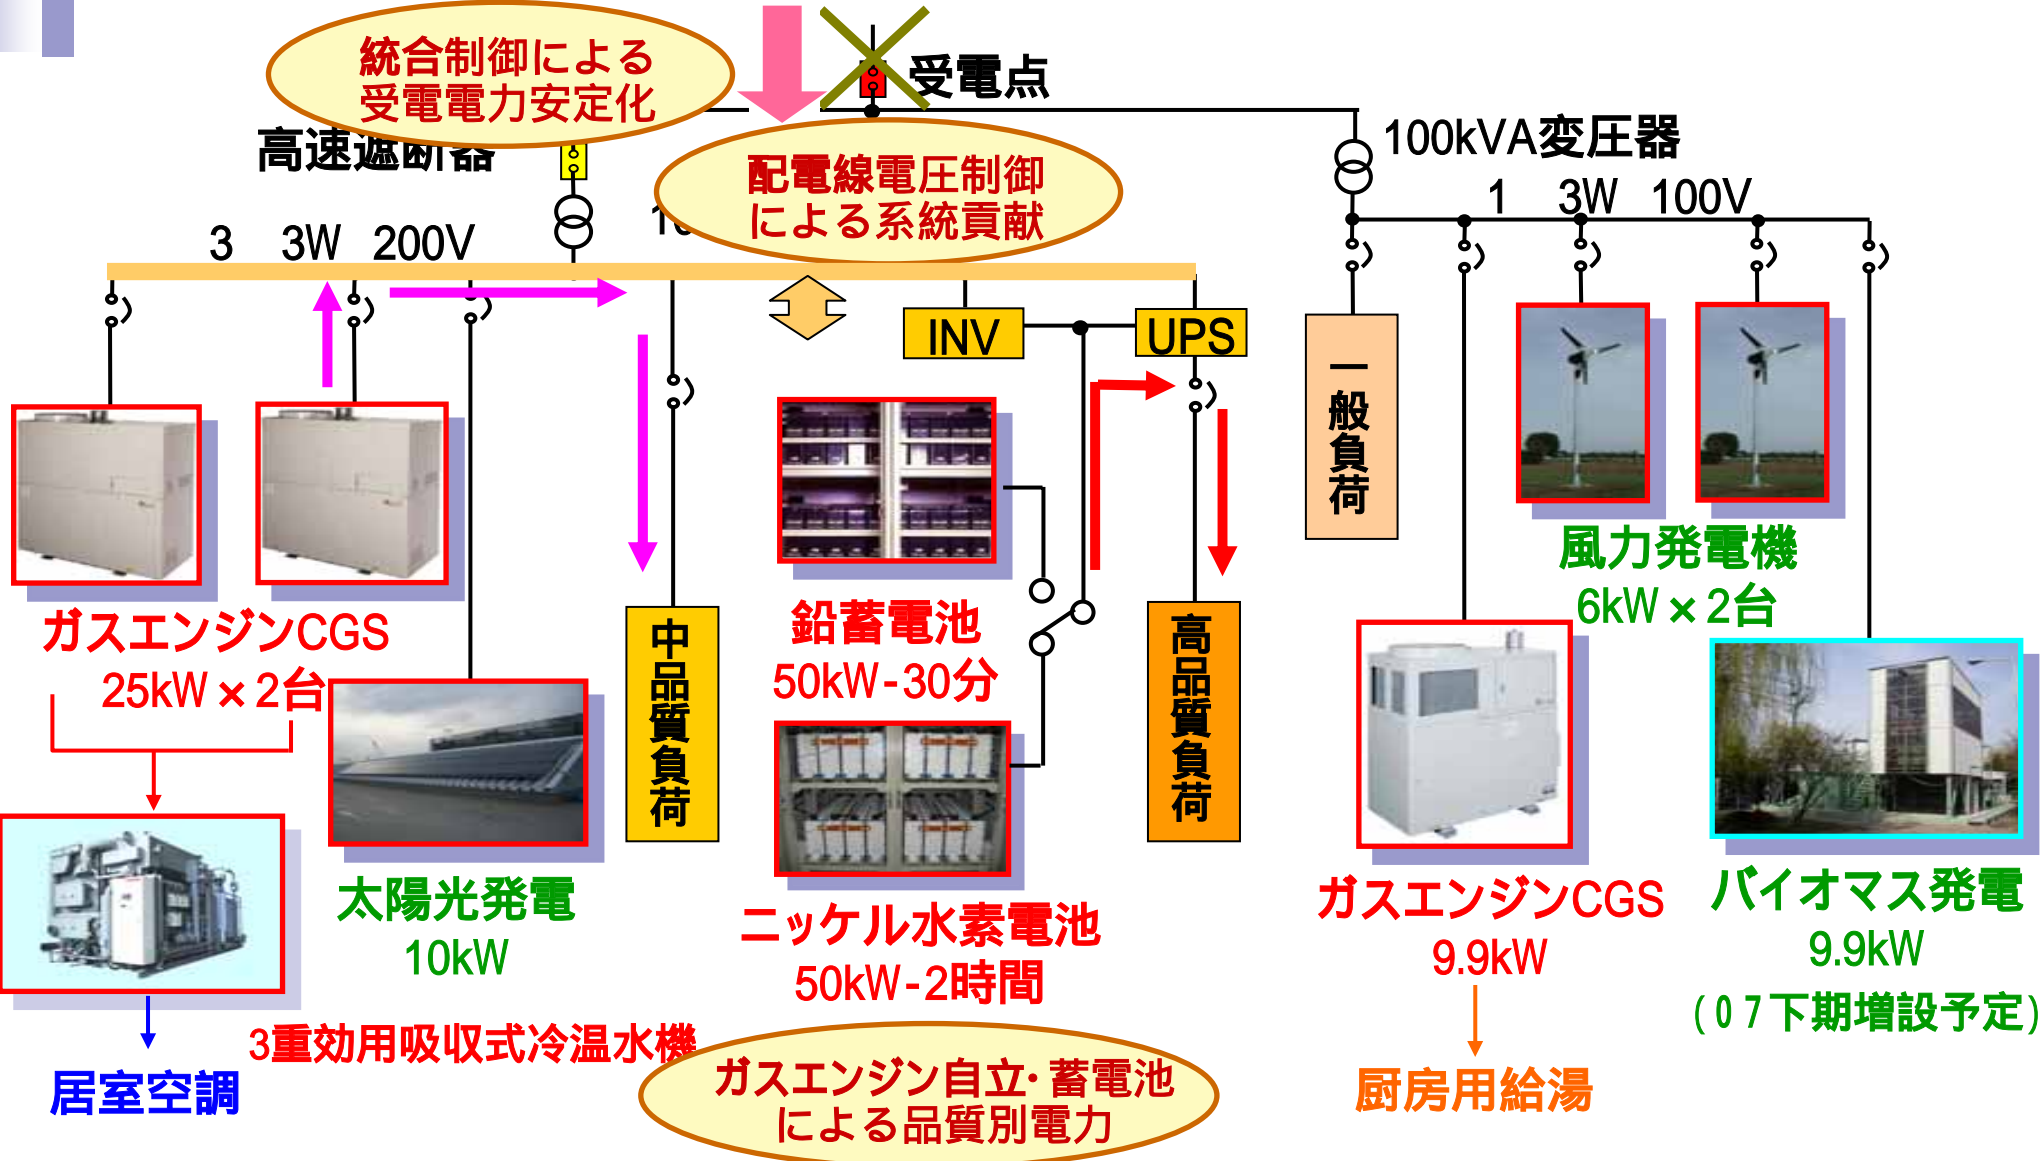 統合制御による
受電電力安定化
受電点
高速遮断器
配電線電圧制御
による系統貢献
100kVA変圧器
1 3W 100V
3 3W 200V
INV
UPS
一般負荷
ガスエンジンCGS
25kW×2台
中品質負荷
鉛蓄電池
50kW-30分
高品質負荷
風力発電機
6kW×2台
太陽光発電
10kW
ニッケル水素電池
50kW-2時間
ガスエンジンCGS
9.9kW
バイオマス発電
9.9kW
(07下期増設予定)
3重効用吸収式冷温水機
居室空調
ガスエンジン自立・蓄電池
による品質別電力
厨房用給湯